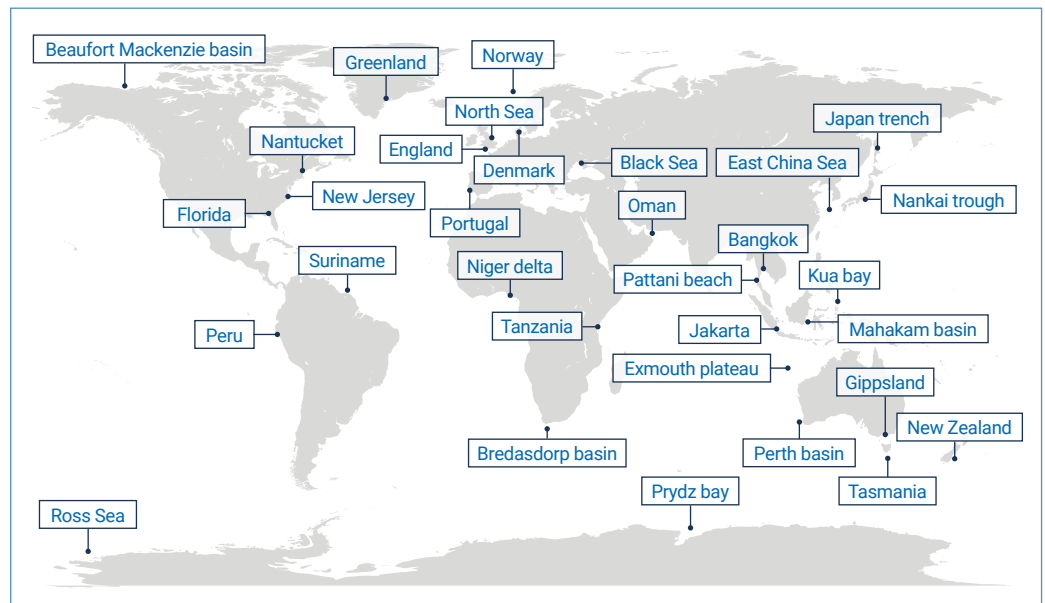 Beaufort Mackenzie basin
Greenland
Norway
North Sea
Japan trench
Nantucket
England
Denmark
Black Sea
East China Sea
New Jersey
Nankai trough
Florida
Portugal
Oman
Bangkok
Suriname
Niger delta
Pattani beach
Kua bay
Peru
Tanzania
Jakarta
Mahakam basin
Exmouth plateau
Gippsland
New Zealand
Bredasdorp basin
Perth basin
Prydz bay
Tasmania
Ross Sea